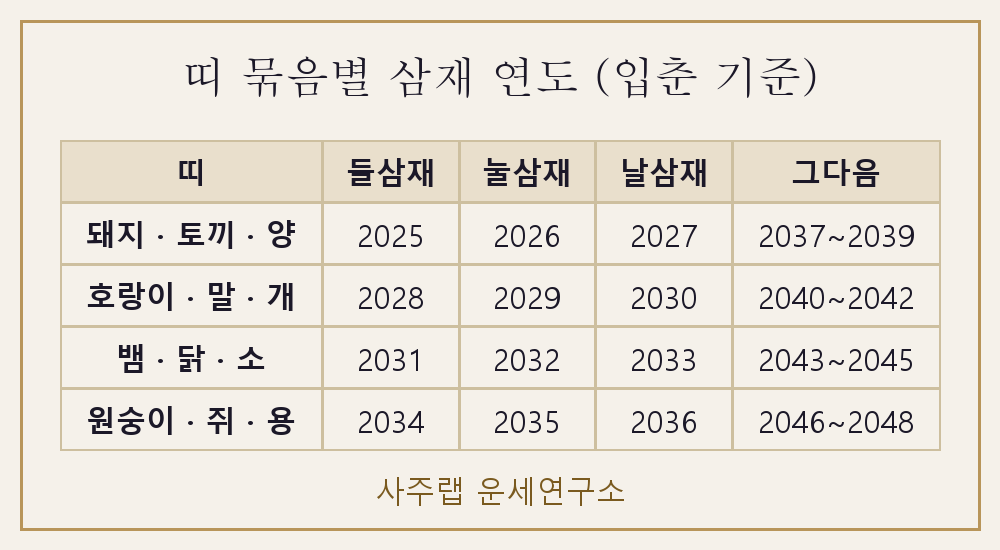 띠 묶음별 삼재 연도 (입춘 기준)
띠 들삼재 눌삼재 날삼재 그다음
돼지 · 토끼 · 양 2025 2026 2027 2037~2039
호랑이 · 말 · 개 2028 2029 2030 2040~2042
뱀 · 닭 · 소 2031 2032 2033 2043~2045
원숭이 · 쥐 · 용 2034 2035 2036 2046~2048
사주랩 운세연구소